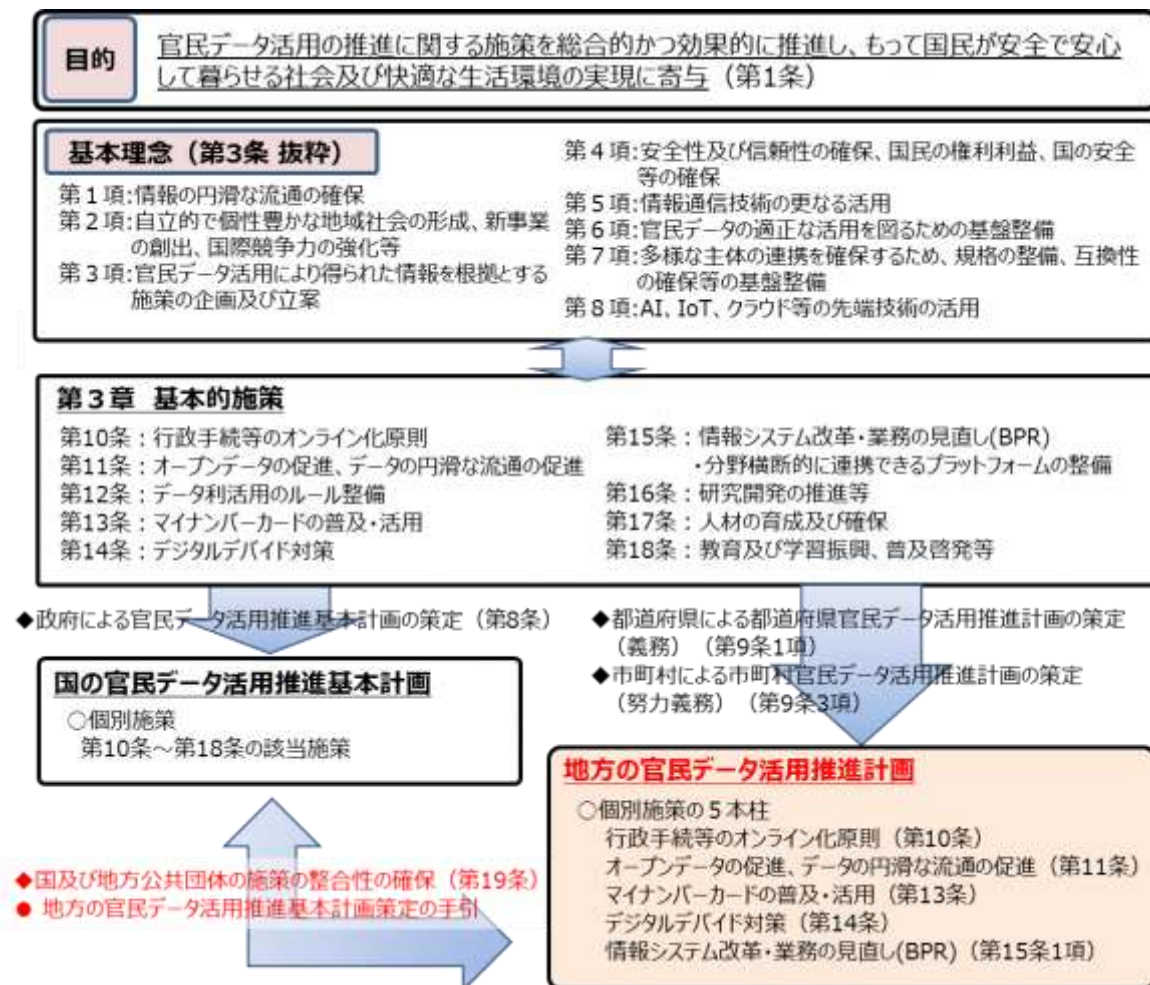 目的
官民データ活用の推進に関する施策を総合的かつ効果的に推進し、もって国民が安全で安心
して暮らせる社会及び快適な生活環境の実現に寄与（第1条）
基本理念（第3条 抜粋）
第１項:情報の円滑な流通の確保
第２項:自立的で個性豊かな地域社会の形成、新事業
の創出、国際競争力の強化等
第３項:官民データ活用により得られた情報を根拠とする
施策の企画及び立案
第４項:安全性及び信頼性の確保、国民の権利利益、国の安全
等の確保
第５項:情報通信技術の更なる活用
第６項:官民データの適正な活用を図るための基盤整備
第７項:多様な主体の連携を確保するため、規格の整備、互換性
の確保等の基盤整備
第８項:AI、IoT、クラウド等の先端技術の活用
第３章 基本的施策
第10条：行政手続等のオンライン化原則
第11条：オープンデータの促進、データの円滑な流通の促進
第12条：データ利活用のルール整備
第13条：マイナンバーカードの普及・活用
第14条：デジタルデバイド対策
第15条：情報システム改革・業務の見直し(BPR)
・分野横断的に連携できるプラットフォームの整備
第16条：研究開発の推進等
第17条：人材の育成及び確保
第18条：教育及び学習振興、普及啓発等
◆政府による官民データ活用推進基本計画の策定（第8条）
◆都道府県による都道府県官民データ活用推進計画の策定
（義務）（第9条1項）
◆市町村による市町村官民データ活用推進計画の策定
（努力義務）（第9条3項）
国の官民データ活用推進基本計画
○個別施策
第10条～第18条の該当施策
地方の官民データ活用推進計画
○個別施策の５本柱
行政手続等のオンライン化原則（第10条）
オープンデータの促進、データの円滑な流通の促進（第11条）
マイナンバーカードの普及・活用（第13条）
デジタルデバイド対策（第14条）
情報システム改革・業務の見直し(BPR)（第15条1項）
◆国及び地方公共団体の施策の整合性の確保（第19条）
● 地方の官民データ活用推進基本計画策定の手引